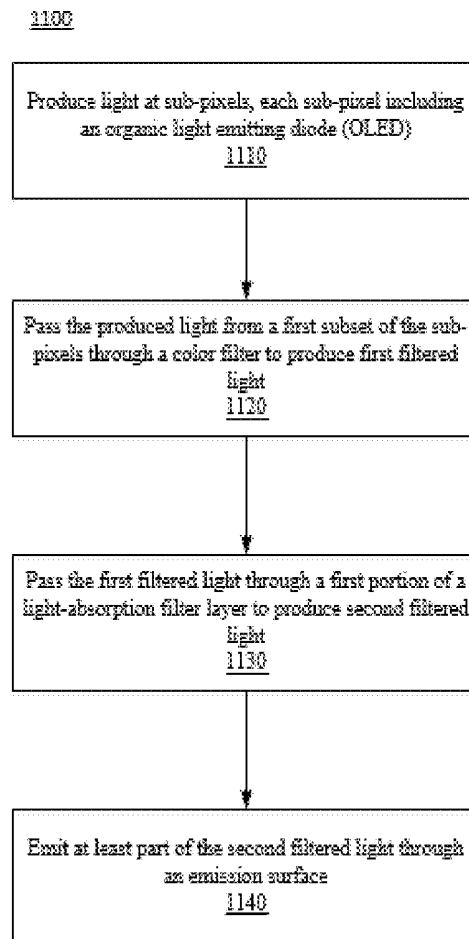 1100
Produce light at sub-pixels, each sub-pixel including
an organic light emitting diode (OLED)
1110
Pass the produced light from a first subset of the sub-
pixels through a color filter to produce first filtered
light
1120
Pass the first filtered light through a first portion of a
light-absorption filter layer to produce second filtered
light
1130
Emit at least part of the second filtered light through
an emission surface
1140